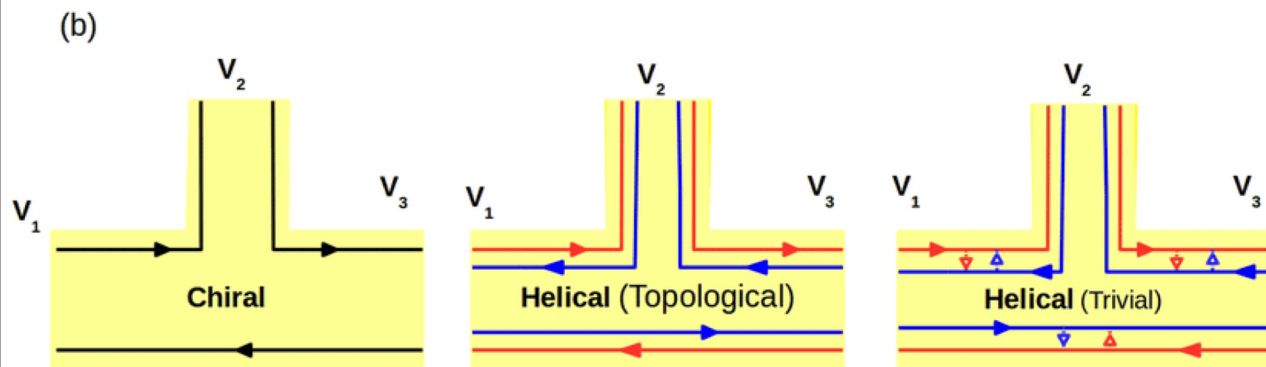 (b)
V2
V1
V3
Chiral
V2
V1
V3
Helical (Topological)
V2
V1
V3
Helical (Trivial)